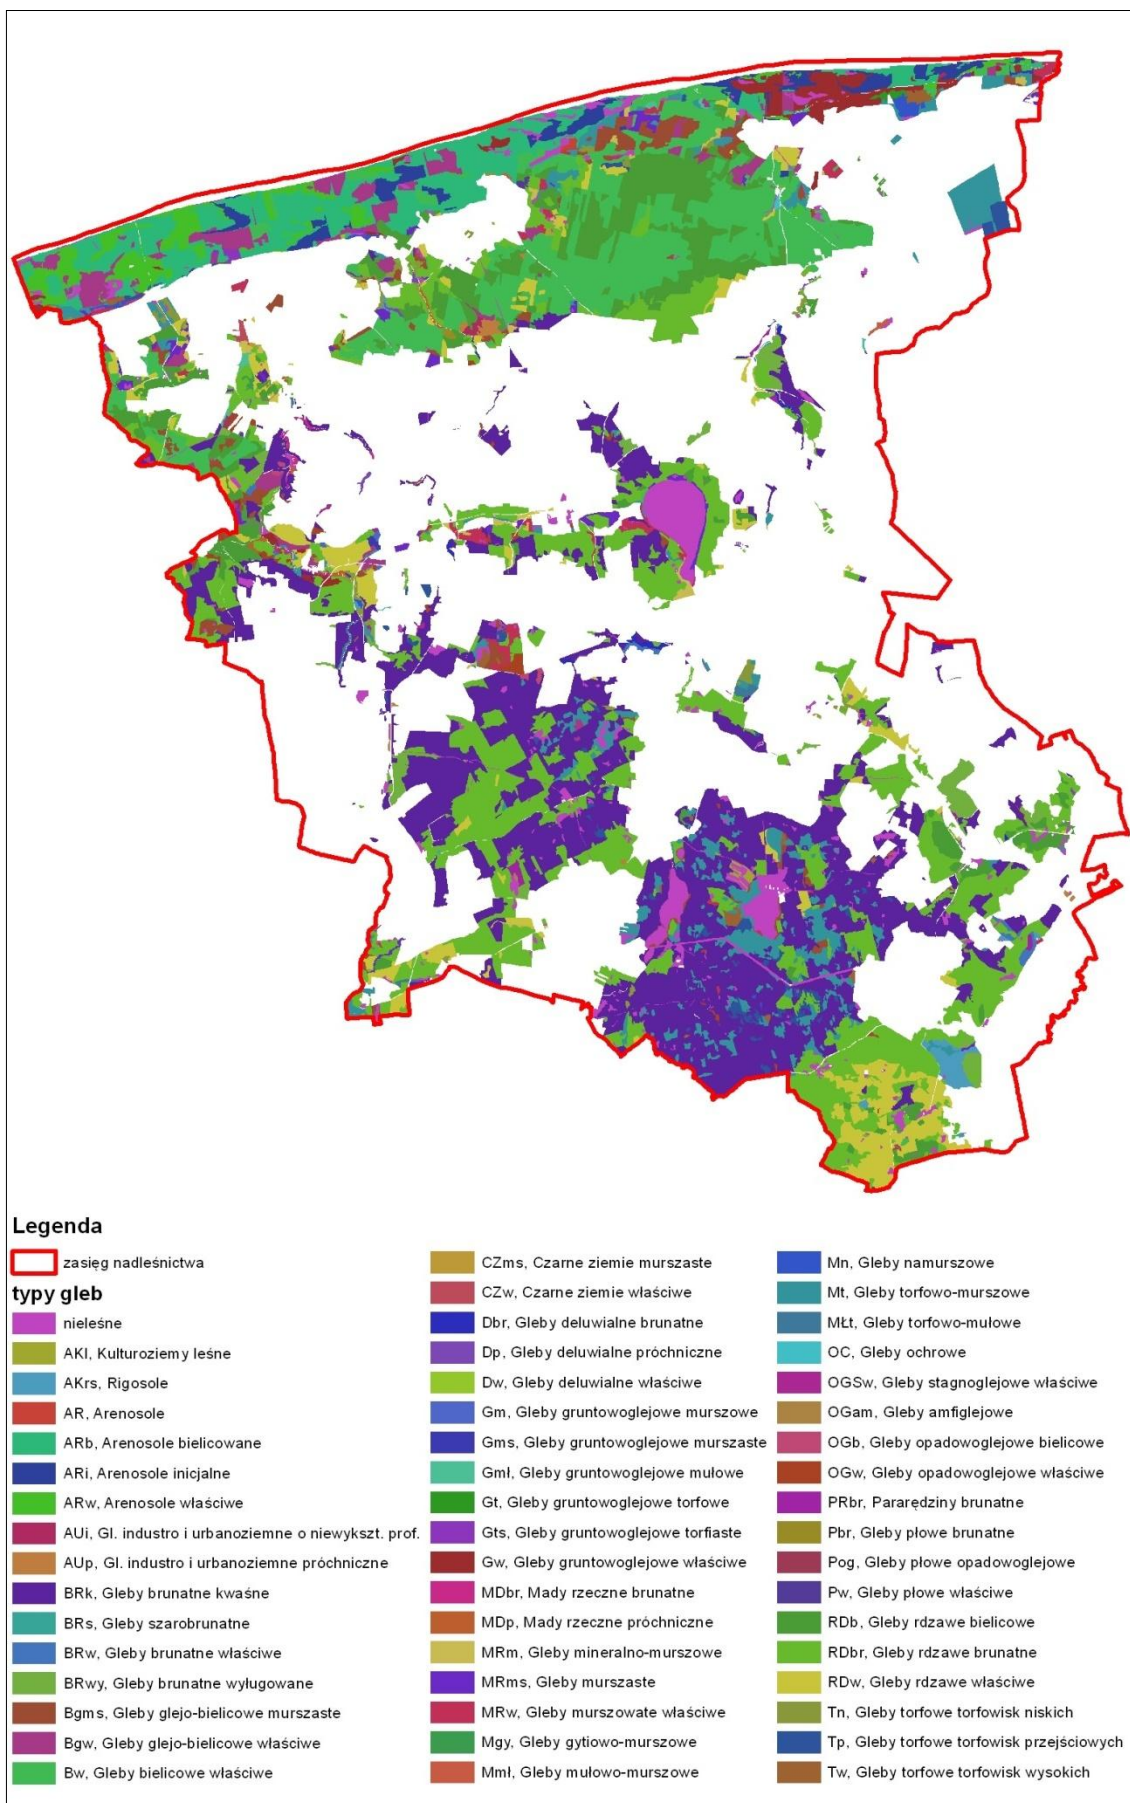 Legenda
zasięg nadleśnictwa
typy gleb
nieleśne
AKl, Kulturoziemy leśne
AKrs, Rigosole
AR, Arenosole
ARb, Arenosole bielicowane
ARi, Arenosole inicjalne
ARw, Arenosole właściwe
AUi, Gl. industro i urbanoziemne o niewykszt. prof.
AUp, Gl. industro i urbanoziemne próchniczne
BRk, Gleby brunatne kwaśne
BRs, Gleby szarobrunatne
BRw, Gleby brunatne właściwe
BRwy, Gleby brunatne wyługowane
Bgms, Gleby glejo-bielicowe murszaste
Bgw, Gleby glejo-bielicowe właściwe
Bw, Gleby bielicowe właściwe
CZms, Czarne ziemie murszaste
CZw, Czarne ziemie właściwe
Dbr, Gleby deluwialne brunatne
Dp, Gleby deluwialne próchniczne
Dw, Gleby deluwialne właściwe
Gm, Gleby gruntowoglejowe murszowe
Gms, Gleby gruntowoglejowe murszaste
Gmł, Gleby gruntowoglejowe mułowe
Gt, Gleby gruntowoglejowe torfowe
Gts, Gleby gruntowoglejowe torfiaste
Gw, Gleby gruntowoglejowe właściwe
MDbr, Mady rzeczne brunatne
MDp, Mady rzeczne próchniczne
MRm, Gleby mineralno-murszowe
MRms, Gleby murszaste
MRw, Gleby murszowate właściwe
Mgy, Gleby gytiowo-murszowe
Mmł, Gleby mułowo-murszowe
Mn, Gleby namurszowe
Mt, Gleby torfowo-murszowe
MŁt, Gleby torfowo-mułowe
OC, Gleby ochrowe
OGSw, Gleby stagnoglejowe właściwe
OGam, Gleby amfiglejowe
OGb, Gleby opadowoglejowe bielicowe
OGw, Gleby opadowoglejowe właściwe
PRbr, Pararędziny brunatne
Pbr, Gleby płowe brunatne
Pog, Gleby płowe opadowoglejowe
Pw, Gleby płowe właściwe
RDb, Gleby rdzawe bielicowe
RDbr, Gleby rdzawe brunatne
RDw, Gleby rdzawe właściwe
Tn, Gleby torfowe torfowisk niskich
Tp, Gleby torfowe torfowisk przejściowych
Tw, Gleby torfowe torfowisk wysokich